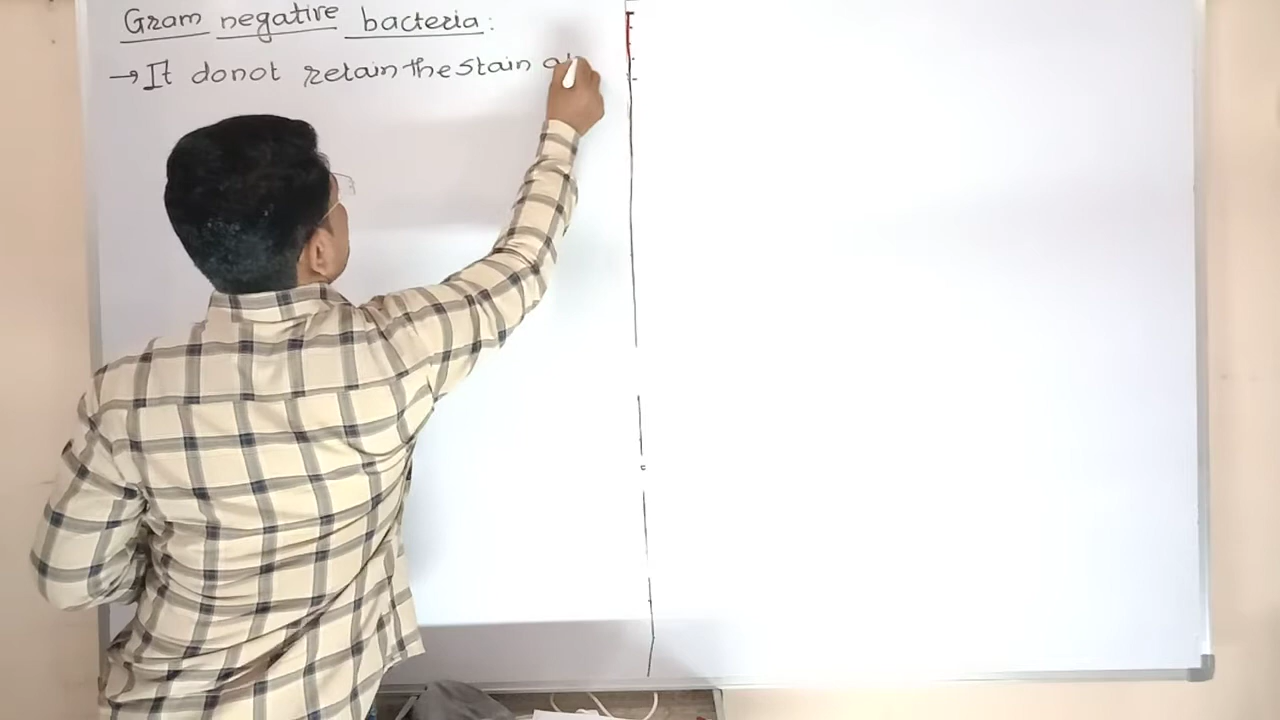 Gram negative bacteria:
→ It donot retain the stain